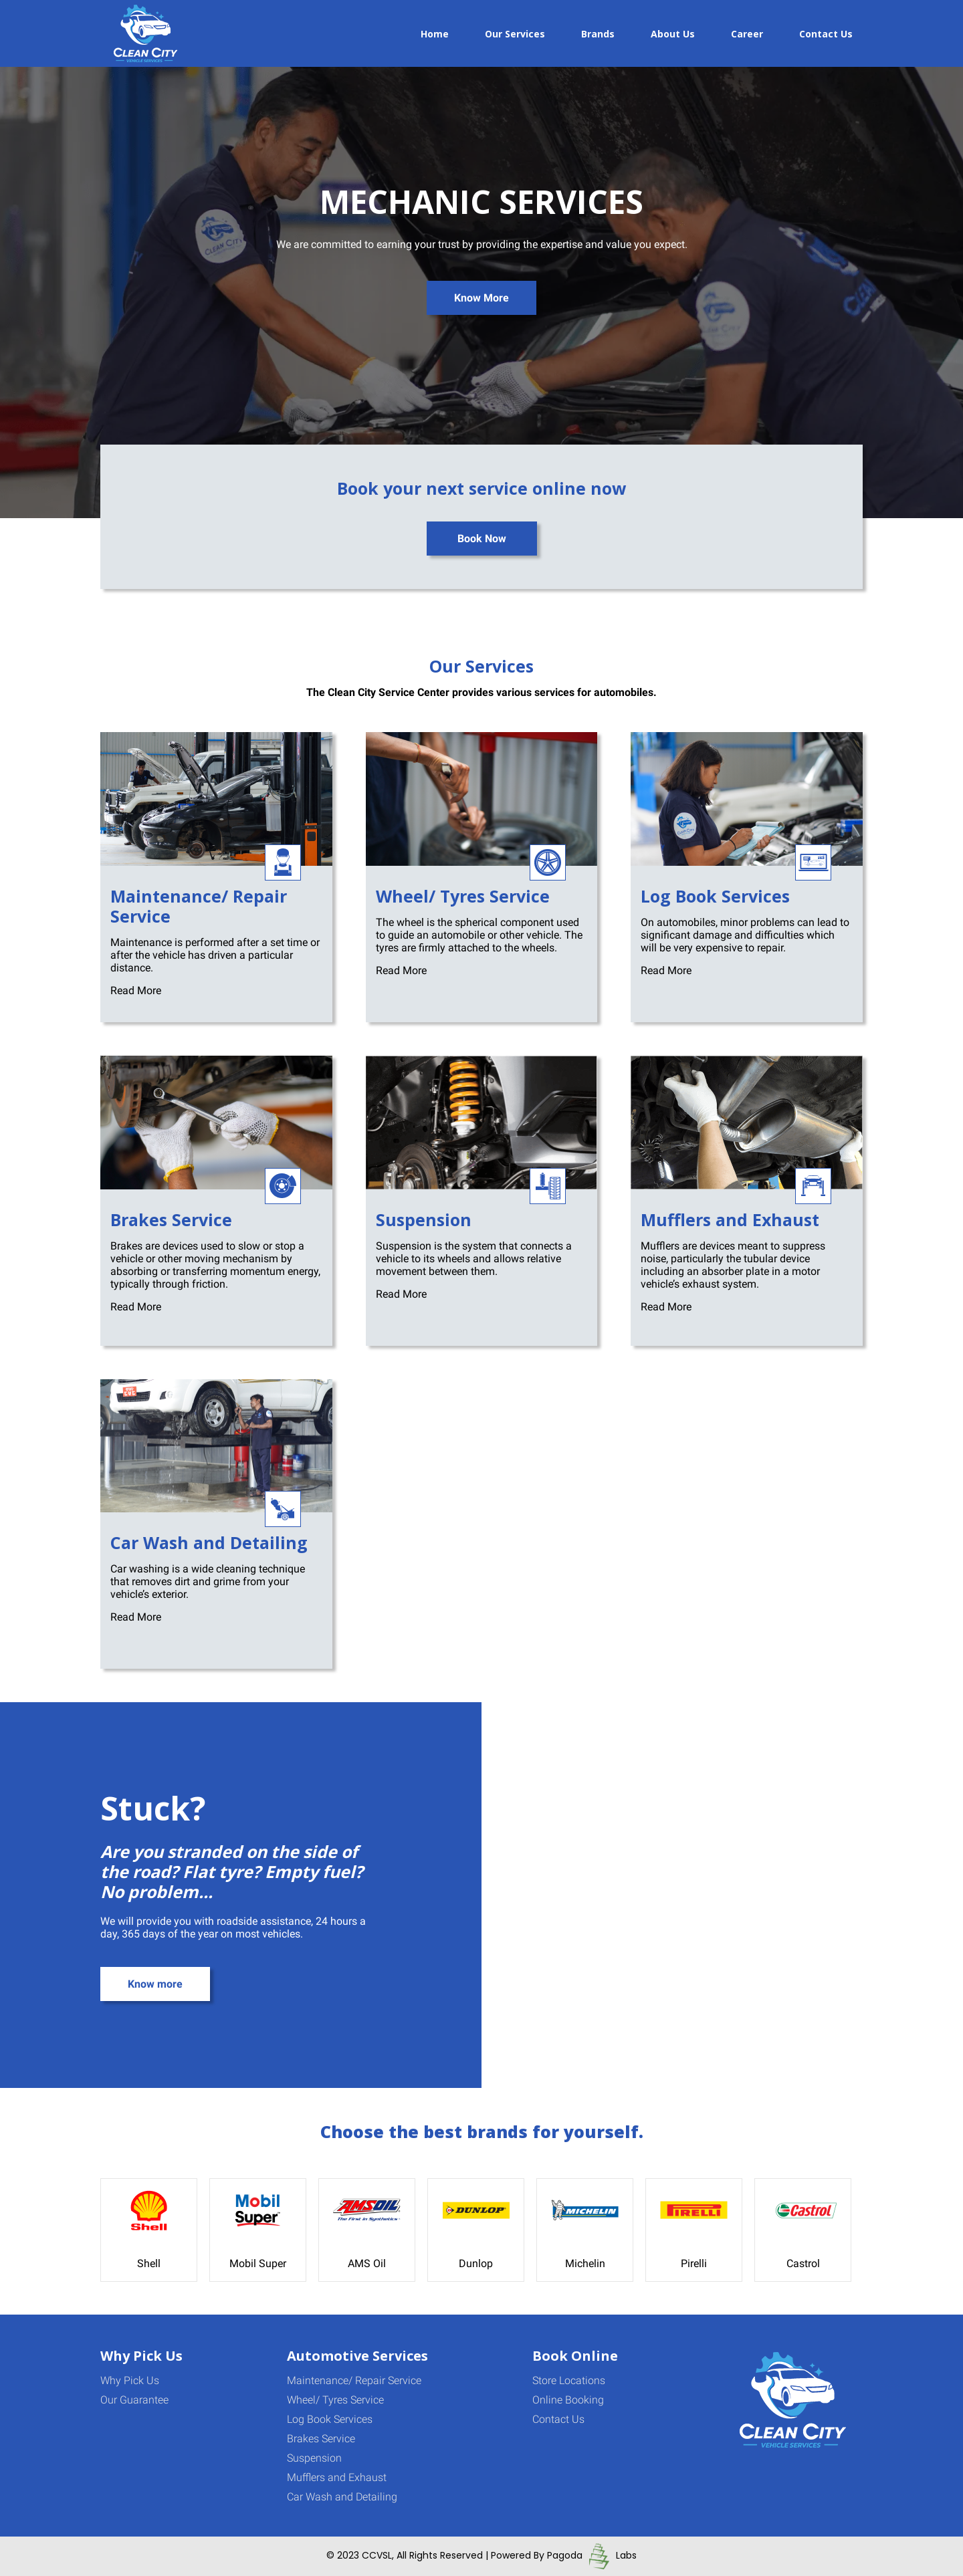 CLEAN CITY
VEHICLE SERVICES
Home
Our Services
Brands
About Us
Career
Contact Us
MECHANIC SERVICES
We are committed to earning your trust by providing the expertise and value you expect.
Know More
Book your next service online now
Book Now
Our Services
The Clean City Service Center provides various services for automobiles.
Maintenance/ Repair
Service
Maintenance is performed after a set time or
after the vehicle has driven a particular
distance.
Read More
Wheel/ Tyres Service
The wheel is the spherical component used
to guide an automobile or other vehicle. The
tyres are firmly attached to the wheels.
Read More
Log Book Services
On automobiles, minor problems can lead to
significant damage and difficulties which
will be very expensive to repair.
Read More
Brakes Service
Brakes are devices used to slow or stop a
vehicle or other moving mechanism by
absorbing or transferring momentum energy,
typically through friction.
Read More
Suspension
Suspension is the system that connects a
vehicle to its wheels and allows relative
movement between them.
Read More
Mufflers and Exhaust
Mufflers are devices meant to suppress
noise, particularly the tubular device
including an absorber plate in a motor
vehicle’s exhaust system.
Read More
Car Wash and Detailing
Car washing is a wide cleaning technique
that removes dirt and grime from your
vehicle’s exterior.
Read More
Stuck?
Are you stranded on the side of
the road? Flat tyre? Empty fuel?
No problem...
We will provide you with roadside assistance, 24 hours a
day, 365 days of the year on most vehicles.
Know more
Choose the best brands for yourself.
Shell
Shell
Mobil
Super
Mobil Super
AMSOIL
The First in Synthetics
AMS Oil
DUNLOP
Dunlop
MICHELIN
Michelin
PIRELLI
Pirelli
Castrol
Castrol
Why Pick Us
Why Pick Us
Our Guarantee
Automotive Services
Maintenance/ Repair Service
Wheel/ Tyres Service
Log Book Services
Brakes Service
Suspension
Mufflers and Exhaust
Car Wash and Detailing
Book Online
Store Locations
Online Booking
Contact Us
CLEAN CITY
VEHICLE SERVICES
© 2023 CCVSL, All Rights Reserved | Powered By Pagoda Labs